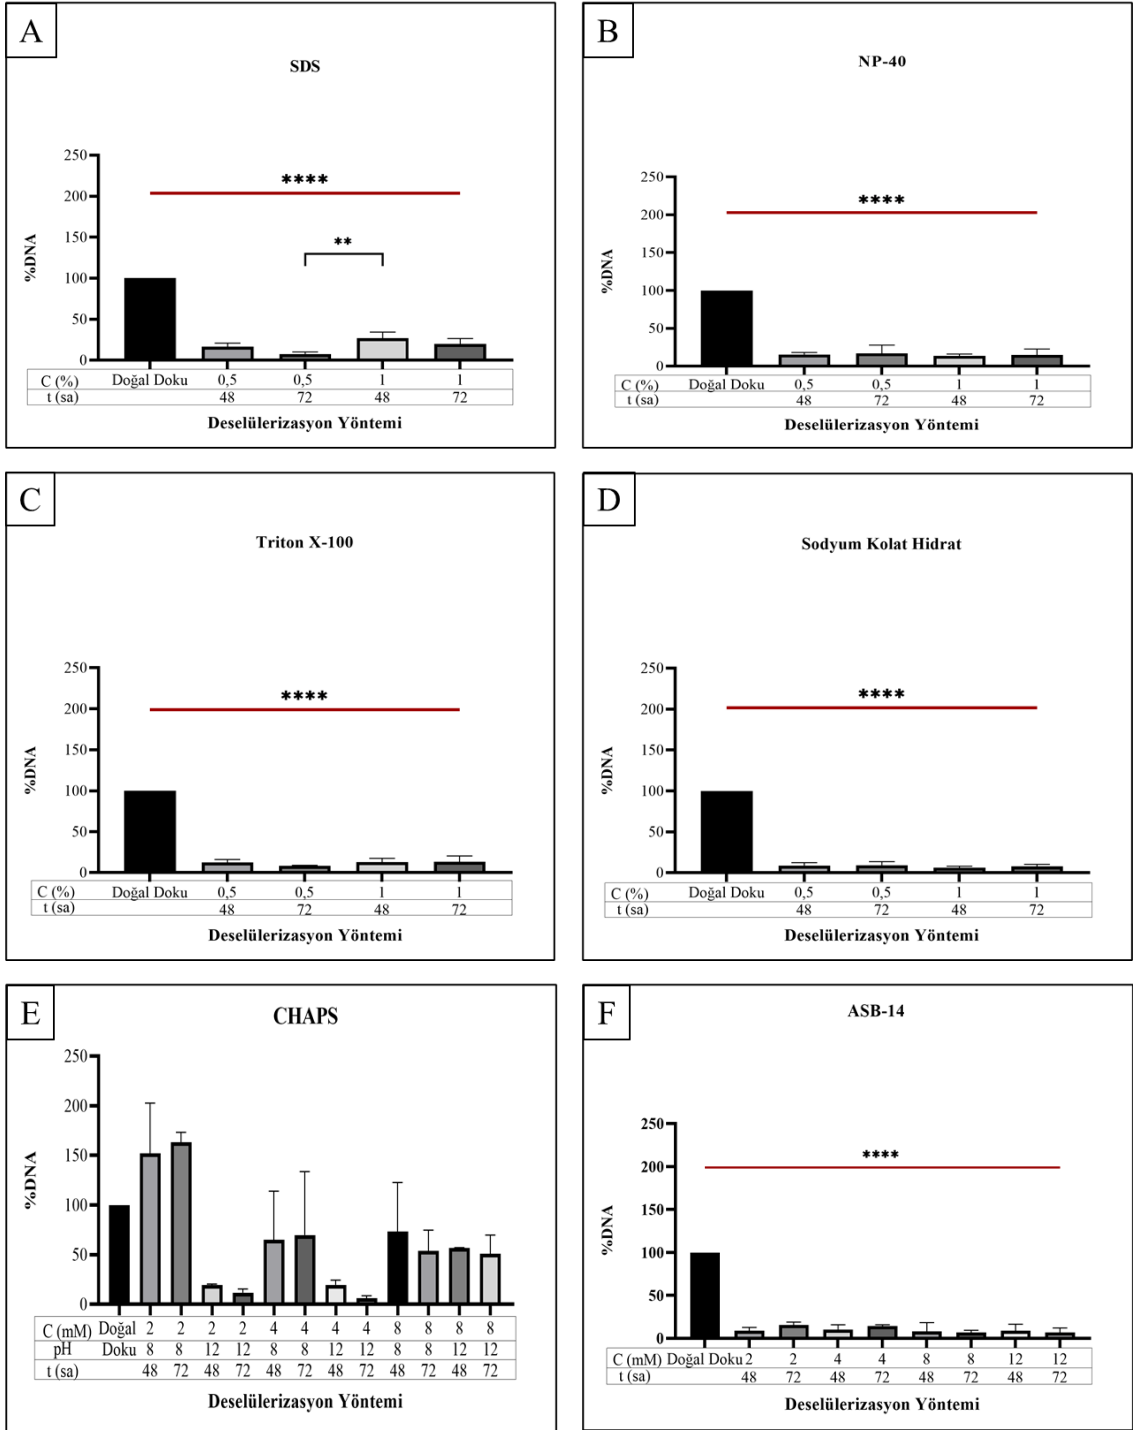 A
SDS
%DNA
250
200
150
100
50
0
****
**
C (%) Doğal Doku 0,5 0,5 1 1
t (sa) 48 72 48 72
Deselülerizasyon Yöntemi
B
NP-40
%DNA
250
200
150
100
50
0
****
C (%) Doğal Doku 0,5 0,5 1 1
t (sa) 48 72 48 72
Deselülerizasyon Yöntemi
C
Triton X-100
%DNA
250
200
150
100
50
0
****
C (%) Doğal Doku 0,5 0,5 1 1
t (sa) 48 72 48 72
Deselülerizasyon Yöntemi
D
Sodyum Kolat Hidrat
%DNA
250
200
150
100
50
0
****
C (%) Doğal Doku 0,5 0,5 1 1
t (sa) 48 72 48 72
Deselülerizasyon Yöntemi
E
CHAPS
%DNA
250
200
150
100
50
0
C (mM) Doğal 2 2 2 2 4 4 4 4 8 8 8 8
pH Doku 8 8 12 12 8 8 12 12 8 8 12 12
t (sa) 48 72 48 72 48 72 48 72 48 72 48 72
Deselülerizasyon Yöntemi
F
ASB-14
%DNA
250
200
150
100
50
0
****
C (mM) Doğal Doku 2 2 4 4 8 8 12 12
t (sa) 48 72 48 72 48 72 48 72
Deselülerizasyon Yöntemi